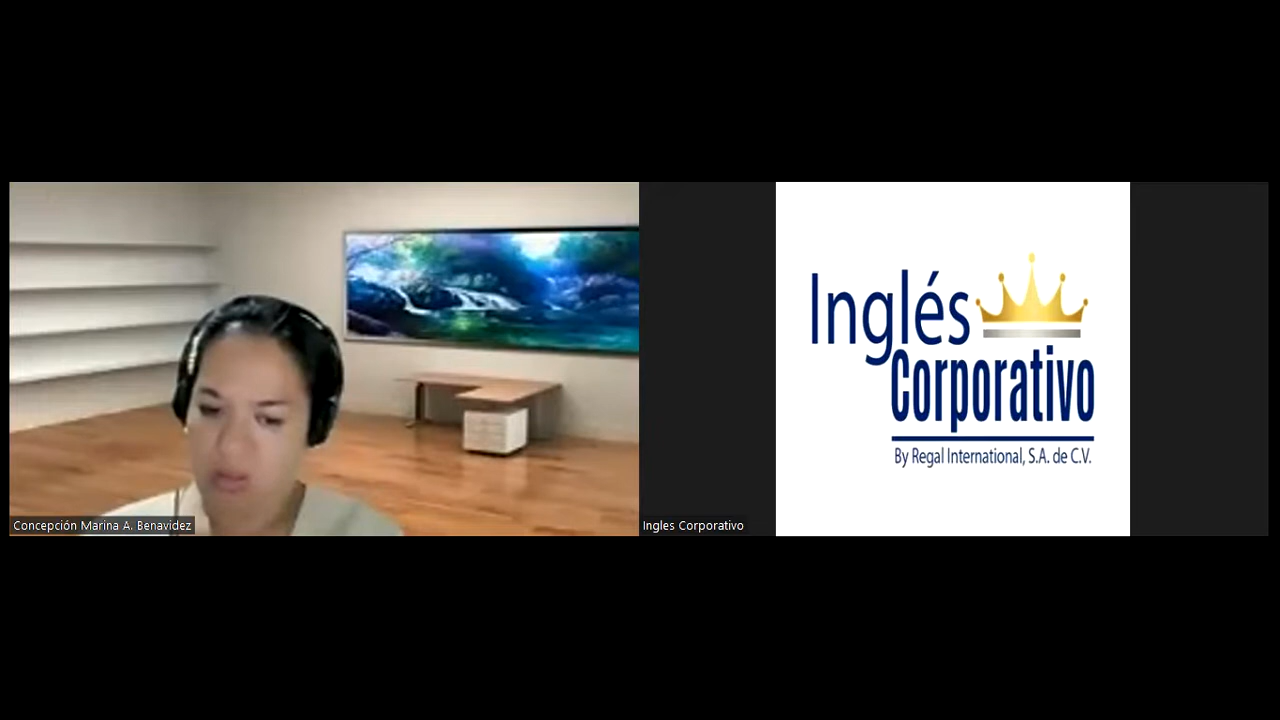 Inglés
Corporativo
By Regal International, S.A. de C.V.
Concepción Marina A. Benavidez
Ingles Corporativo